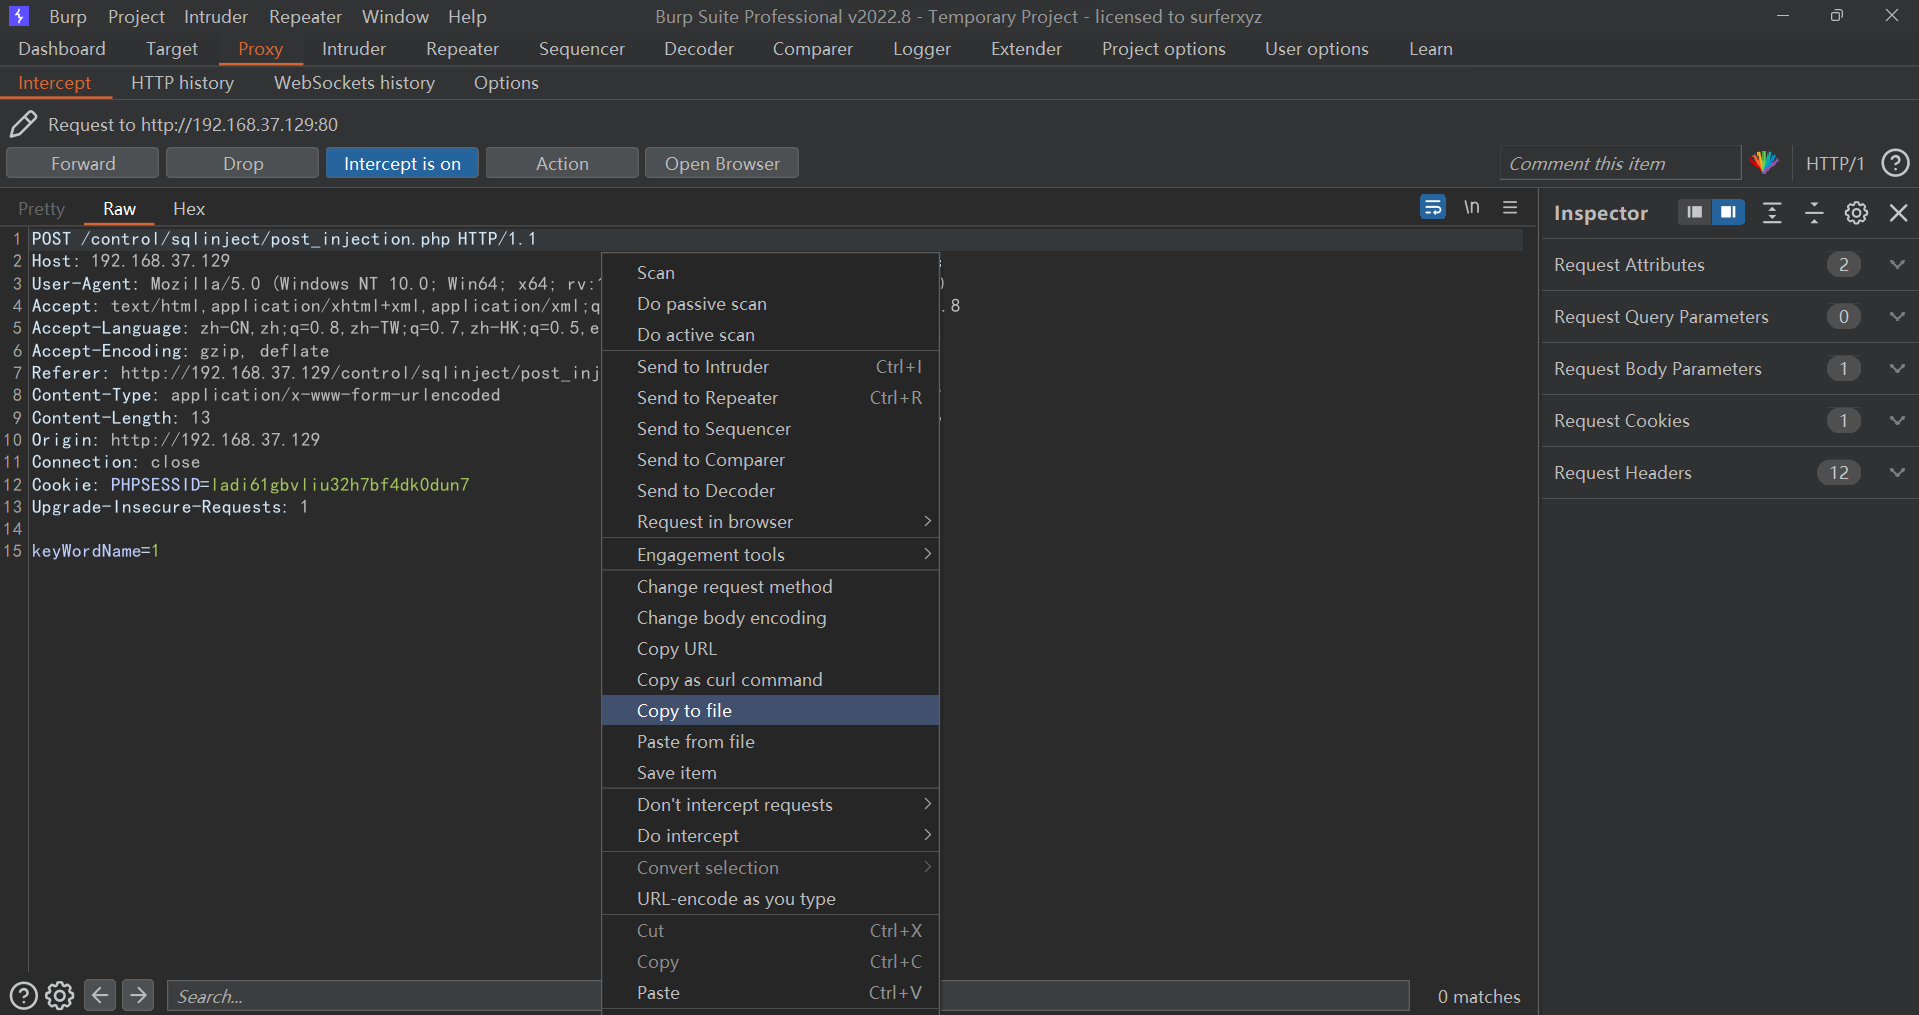 Burp Project Intruder Repeater Window Help Burp Suite Professional v2022.8 - Temporary Project - licensed to surferxyz
Dashboard Target Proxy Intruder Repeater Sequencer Decoder Comparer Logger Extender Project options User options Learn
Intercept HTTP history WebSockets history Options
Request to http://192.168.37.129:80
Forward Drop Intercept is on Action Open Browser Comment this item HTTP/1 ?
Pretty Raw Hex \n
1 POST /control/sqlinject/post_injection.php HTTP/1.1
2 Host: 192.168.37.129
3 User-Agent: Mozilla/5.0 (Windows NT 10.0; Win64; x64; rv:
4 Accept: text/html,application/xhtml+xml,application/xml;q .8
5 Accept-Language: zh-CN,zh;q=0.8,zh-TW;q=0.7,zh-HK;q=0.5,e
6 Accept-Encoding: gzip, deflate
7 Referer: http://192.168.37.129/control/sqlinject/post_inj
8 Content-Type: application/x-www-form-urlencoded
9 Content-Length: 13
10 Origin: http://192.168.37.129
11 Connection: close
12 Cookie: PHPSESSID=ladi61gbvliu32h7bf4dk0dun7
13 Upgrade-Insecure-Requests: 1
14
15 keyWordName=1
Scan
Do passive scan
Do active scan
Send to Intruder Ctrl+I
Send to Repeater Ctrl+R
Send to Sequencer
Send to Comparer
Send to Decoder
Request in browser >
Engagement tools >
Change request method
Change body encoding
Copy URL
Copy as curl command
Copy to file
Paste from file
Save item
Don't intercept requests >
Do intercept >
Convert selection >
URL-encode as you type
Cut Ctrl+X
Copy Ctrl+C
Paste Ctrl+V
Inspector
Request Attributes 2
Request Query Parameters 0
Request Body Parameters 1
Request Cookies 1
Request Headers 12
? Search... 0 matches